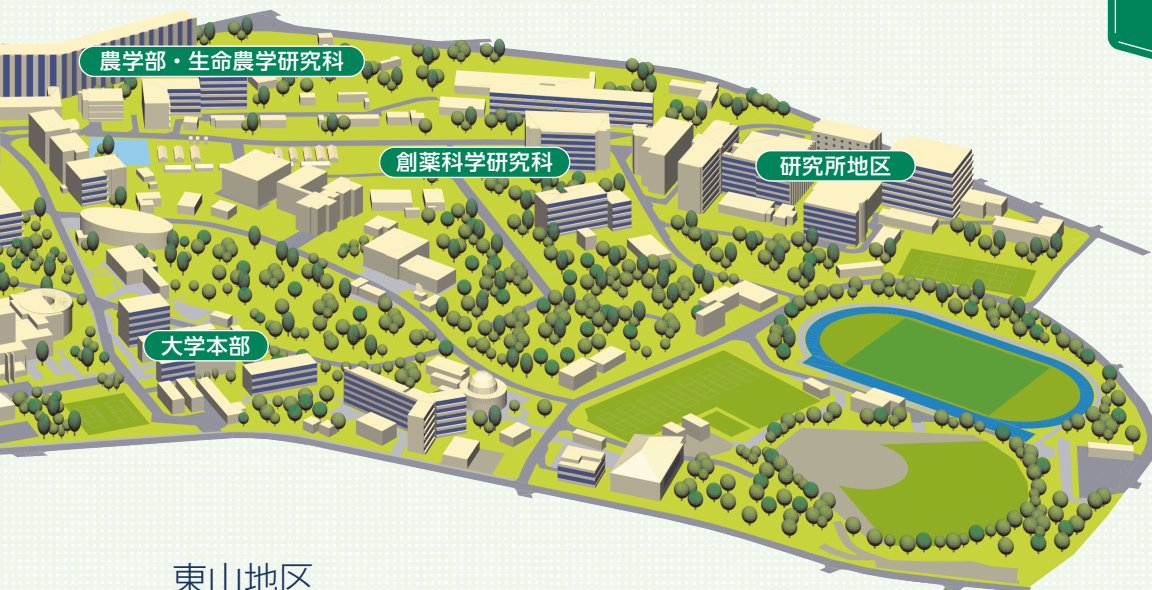 農学部・生命農学研究科
創薬科学研究科
研究所地区
大学本部
東山地区